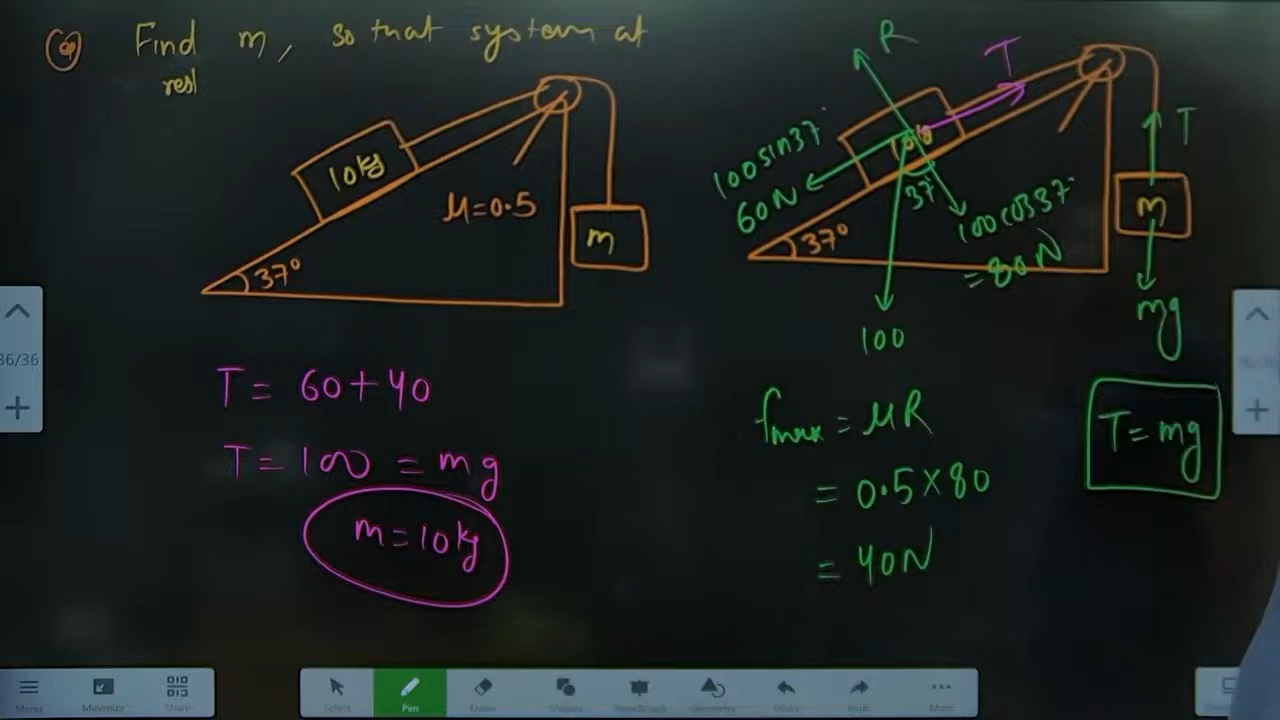 Q Find m, so that system at
rest
10kg
μ=0.5
m
37°
R
T
10kg
100sin37°
60N
37°
100cos37°
=80N
37°
100
T
m
mg
T= 60+40
T= 100 = mg
m=10kg
fmax = μR
= 0.5×80
= 40N
T=mg
36/36
Menu
Minimize
Share
Select
Pen
Eraser
Shapes
Geometry
Undo
More